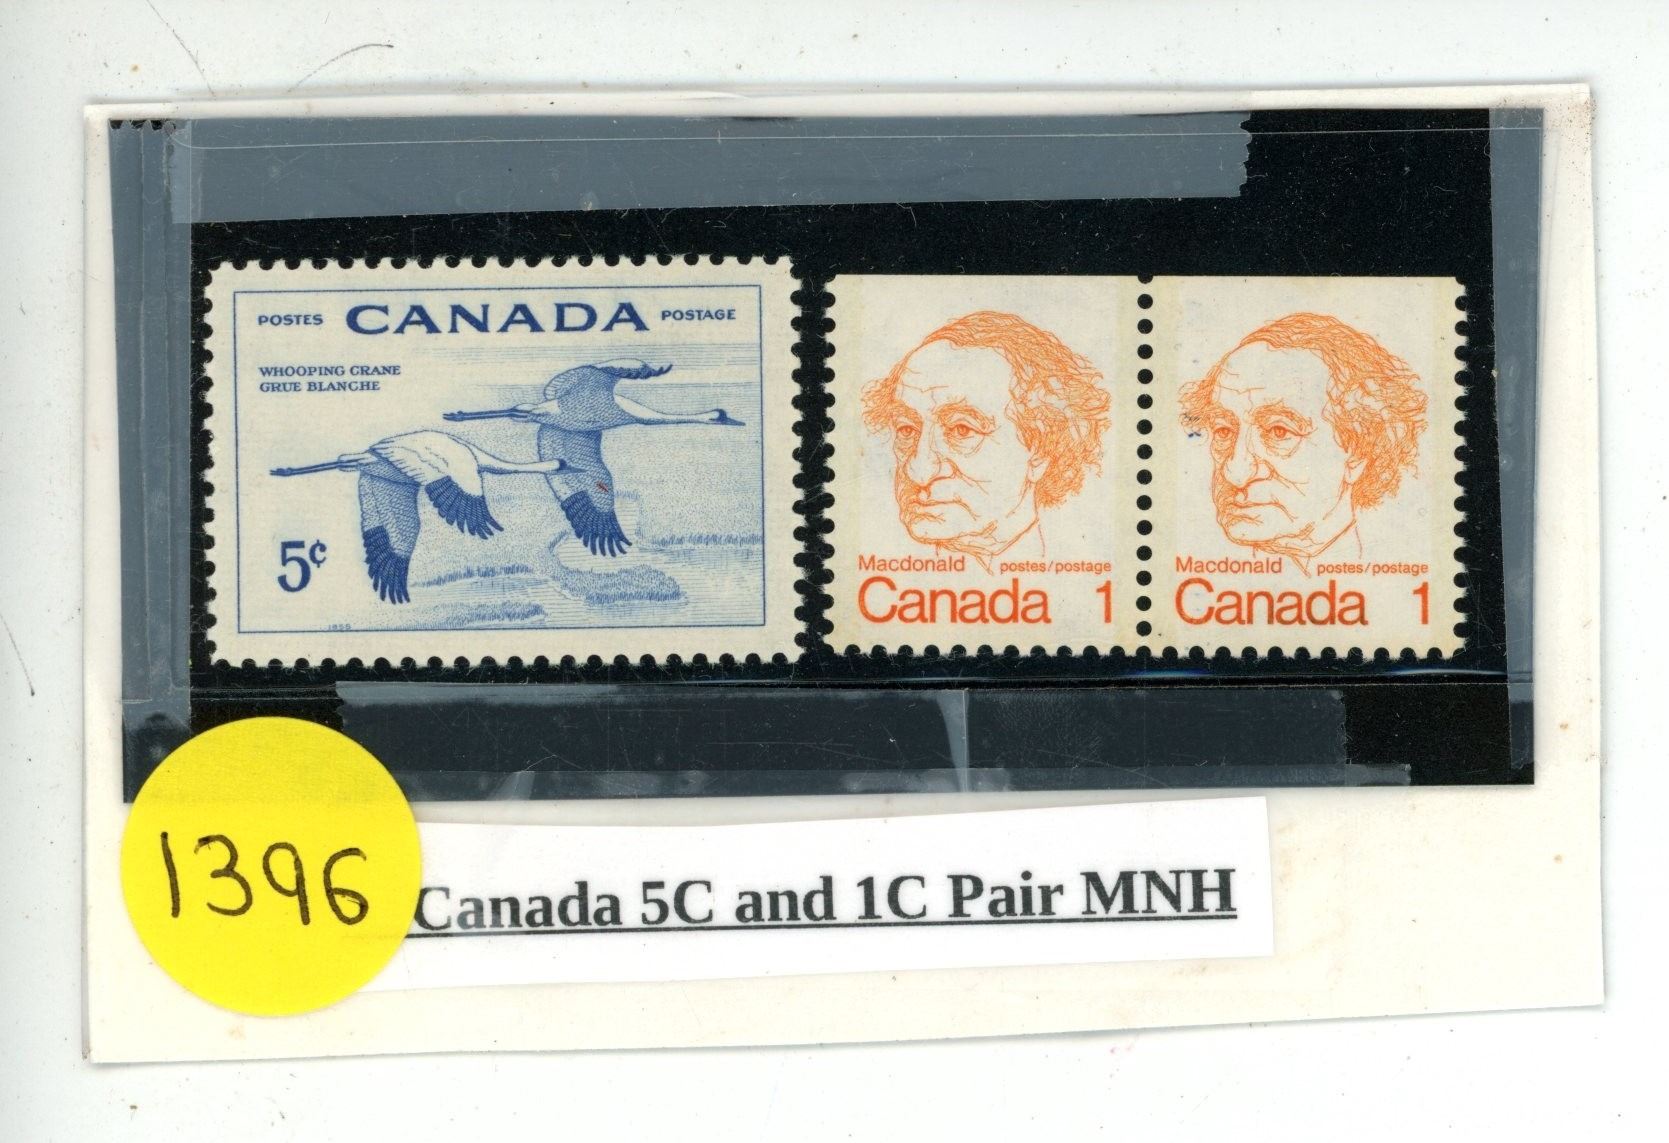 POSTES CANADA POSTAGE
WHOOPING CRANE
GRUE BLANCHE
5¢
1955
Macdonald postes/postage
Canada 1
Macdonald postes/postage
Canada 1
1396
Canada 5C and 1C Pair MNH